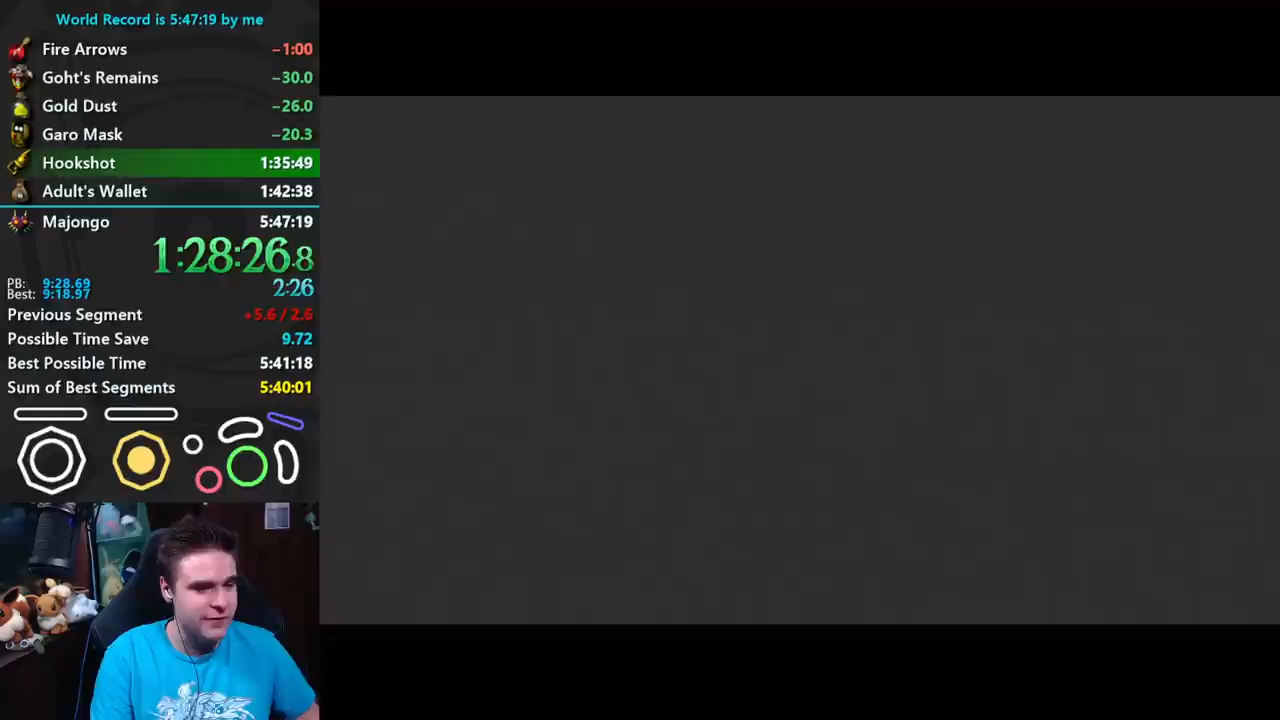 World Record is 5:47:19 by me
Fire Arrows −1:00
Goht's Remains −30.0
Gold Dust −26.0
Garo Mask −20.3
Hookshot 1:35:49
Adult's Wallet 1:42:38
Majongo 5:47:19
1:28:26.8
PB: 9:28.69 2:26
Best: 9:18.97
Previous Segment +5.6 / 2.6
Possible Time Save 9.72
Best Possible Time 5:41:18
Sum of Best Segments 5:40:01